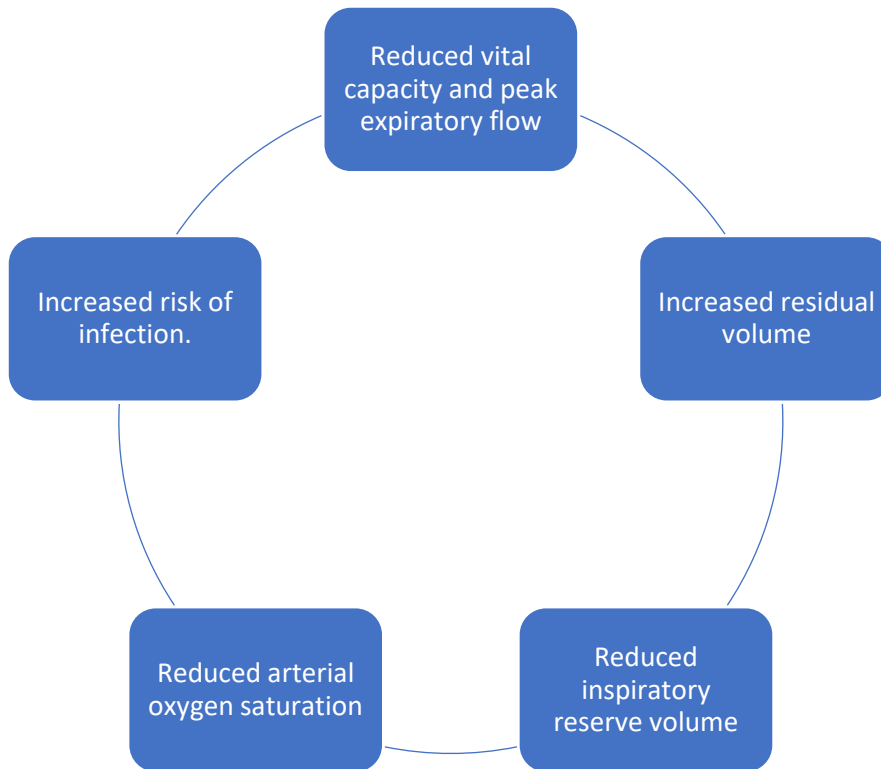 Reduced vital
capacity and peak
expiratory flow
Increased residual
volume
Reduced
inspiratory
reserve volume
Reduced arterial
oxygen saturation
Increased risk of
infection.